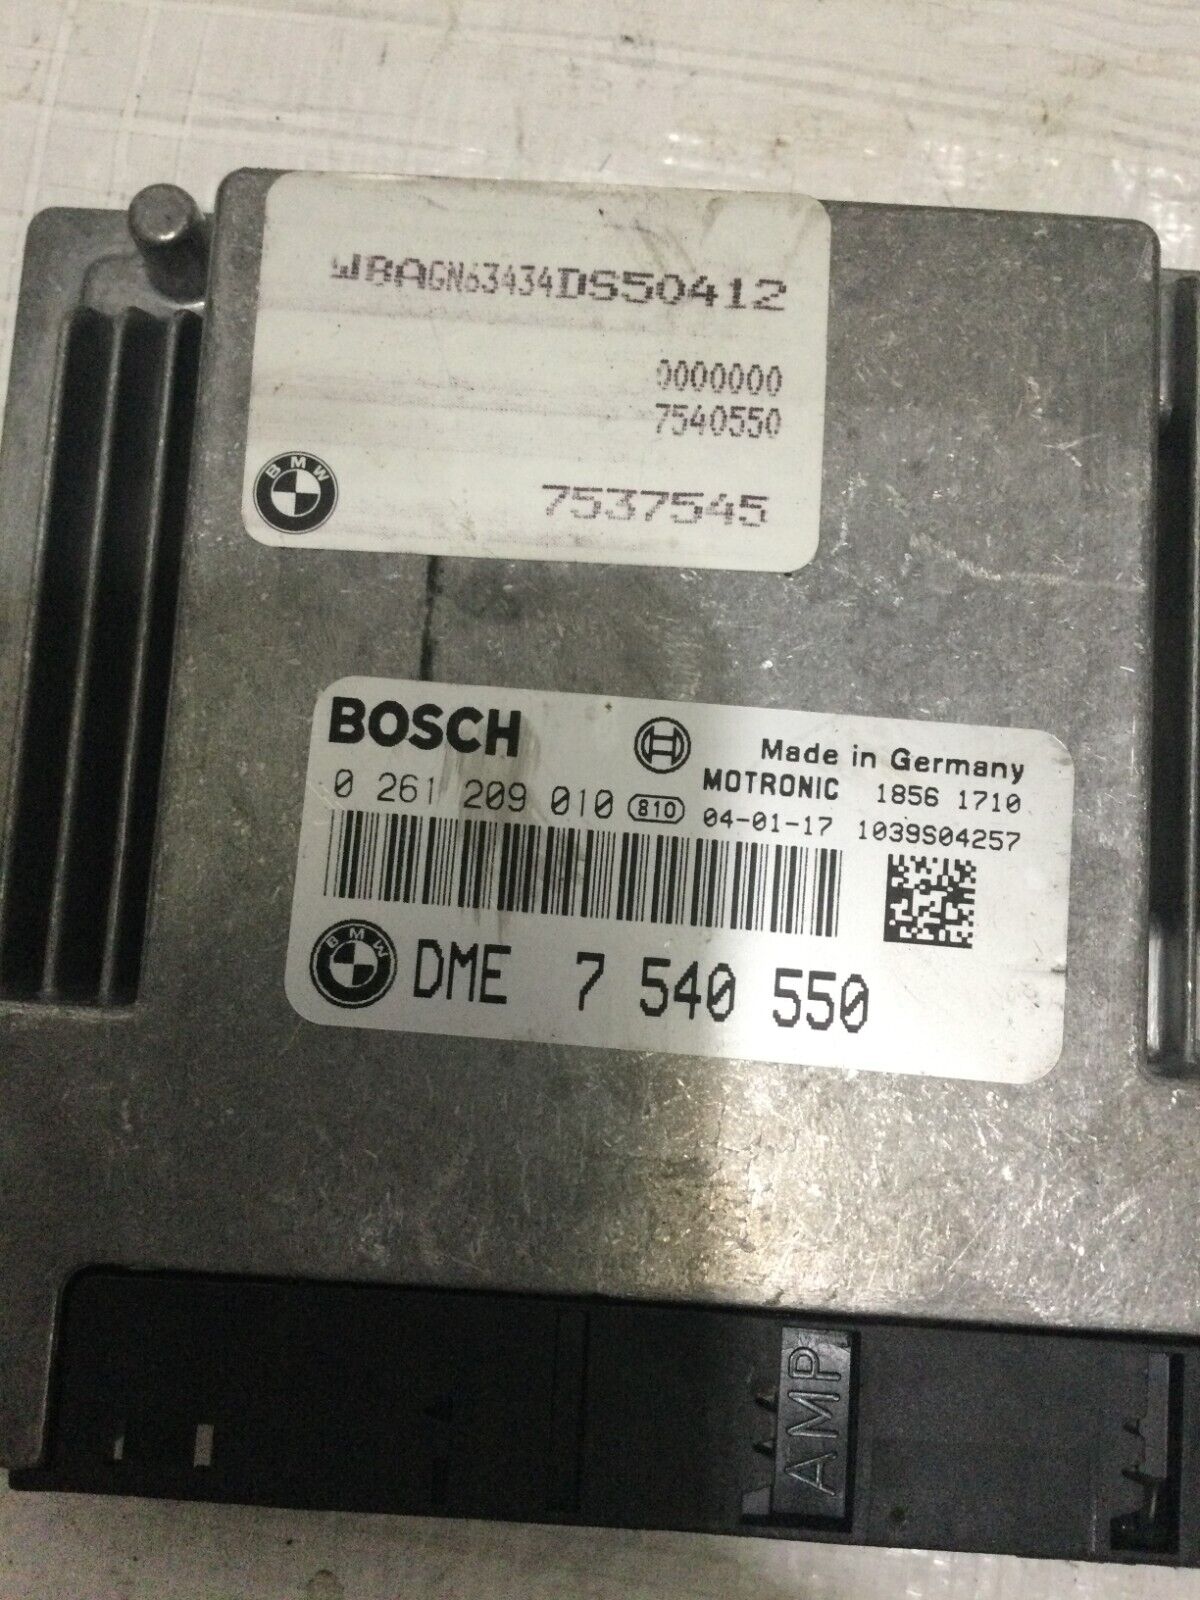 WBAGN63434DS50412
0000000
7540550
BMW
7537545
BOSCH
Made in Germany
0 261 209 010 810 MOTRONIC 1856 1710
04-01-17 1039S04257
BMW
DME 7 540 550
AMP